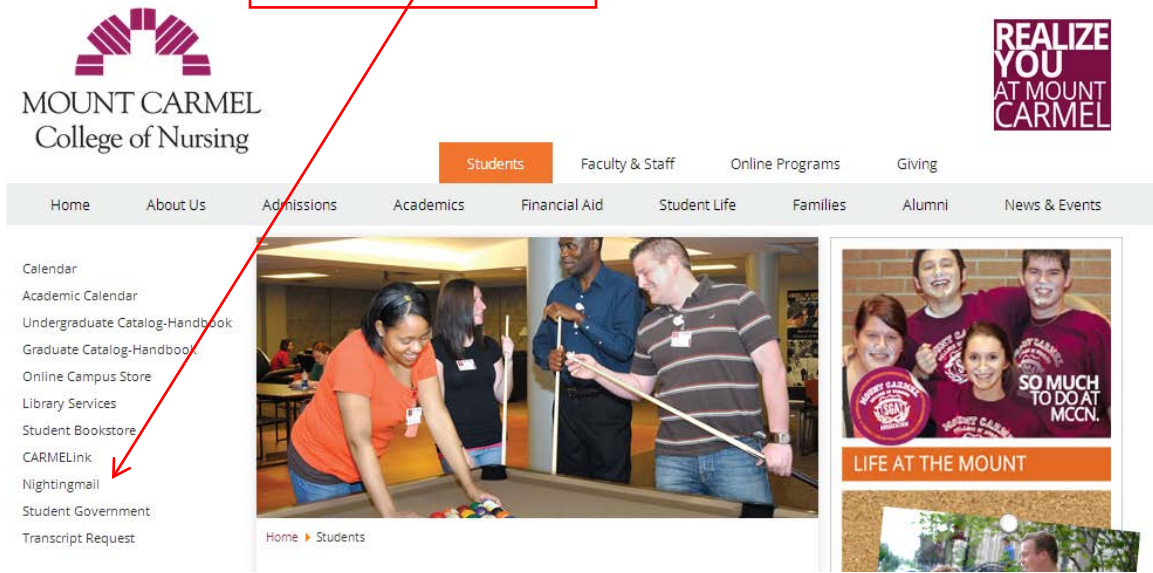 MOUNT CARMEL
College of Nursing
REALIZE
YOU
AT MOUNT
CARMEL
Students Faculty & Staff Online Programs Giving
Home About Us Admissions Academics Financial Aid Student Life Families Alumni News & Events
Calendar
Academic Calendar
Undergraduate Catalog-Handbook
Graduate Catalog-Handbook
Online Campus Store
Library Services
Student Bookstore
CARMELink
Nightingmail
Student Government
Transcript Request
Home Students
MOUNT CARMEL
SO MUCH
TO DO AT
MCCN.
LIFE AT THE MOUNT